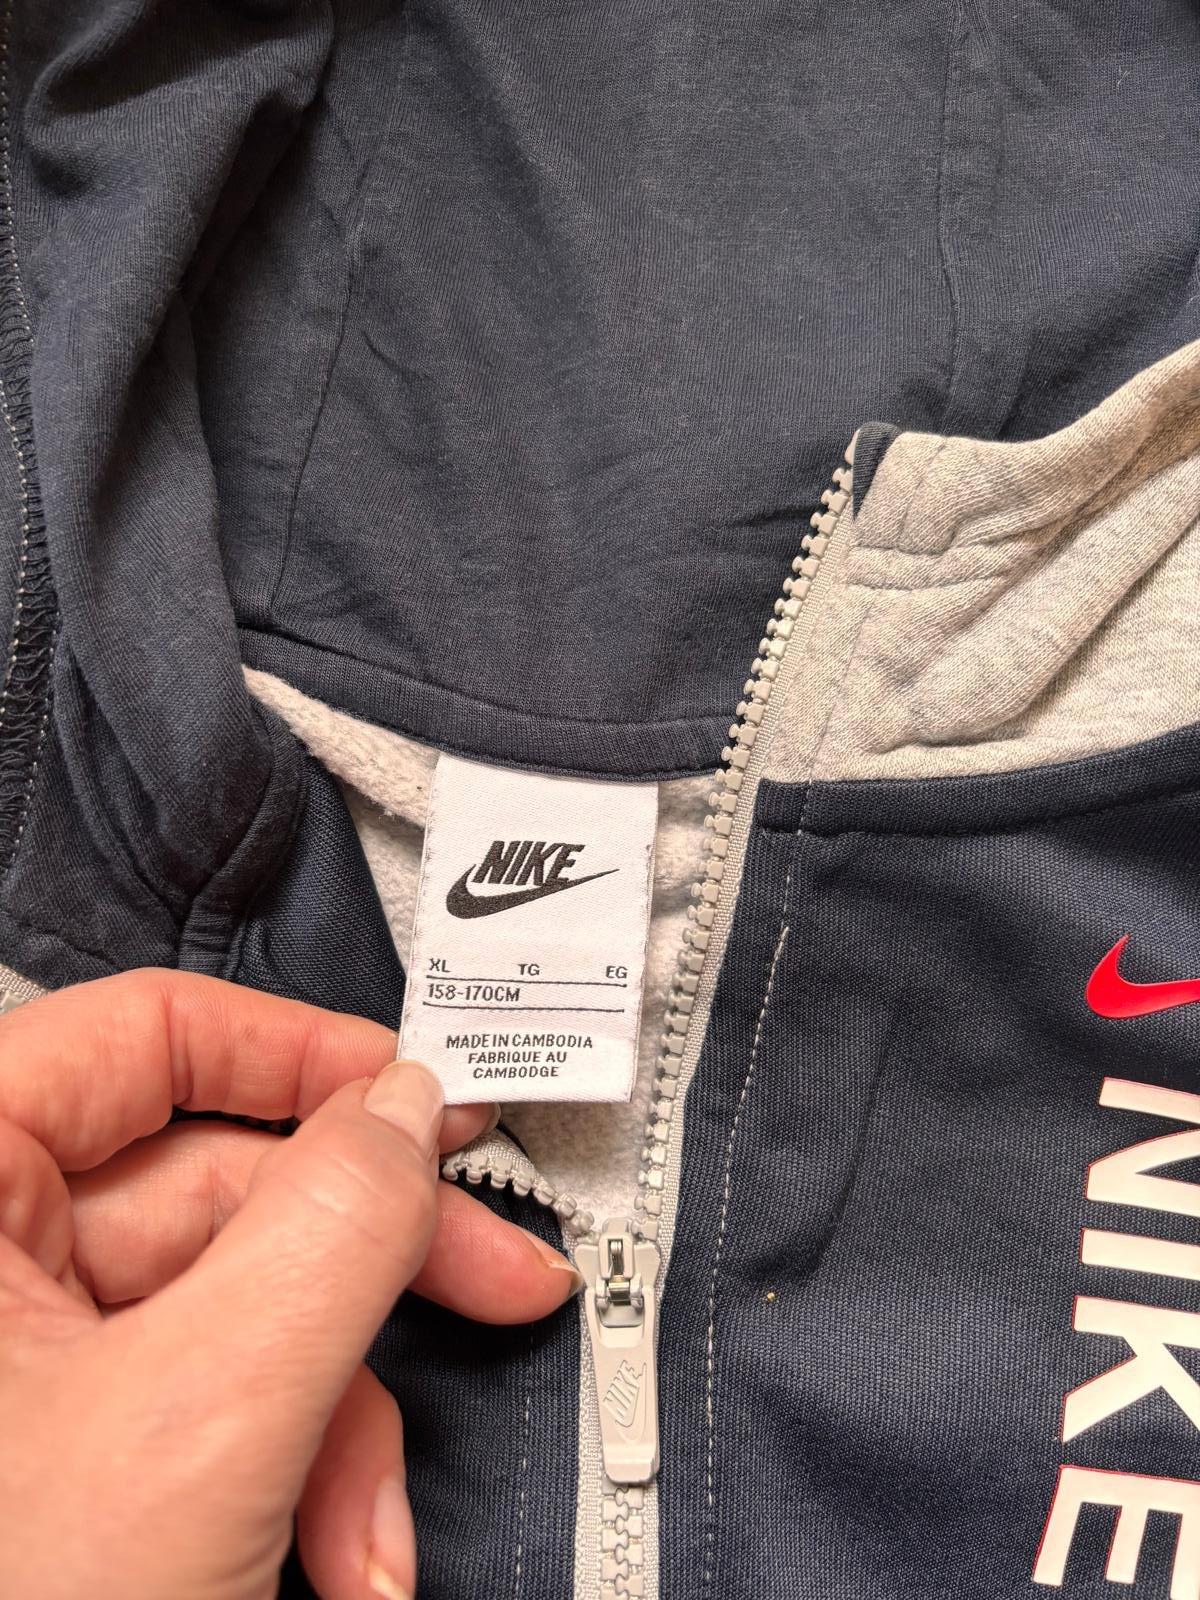 NIKE
XL TG EG
158-170CM
MADE IN CAMBODIA
FABRIQUE AU
CAMBODGE
NIKE
NIKE